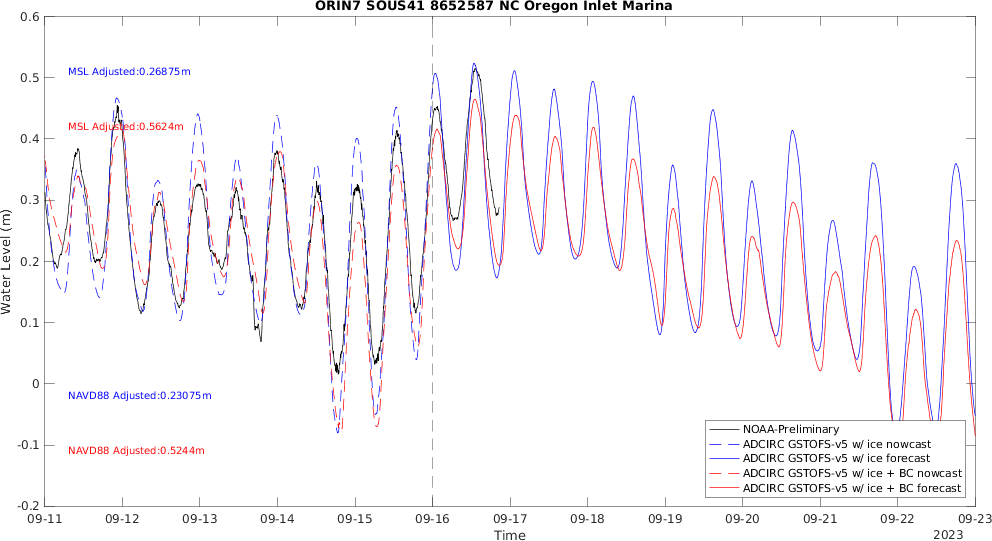 ORIN7 SOUS41 8652587 NC Oregon Inlet Marina
0.6
0.5
0.4
0.3
0.2
0.1
0
-0.1
-0.2
Water Level (m)
MSL Adjusted:0.26875m
MSL Adjusted:0.5624m
NAVD88 Adjusted:0.23075m
NAVD88 Adjusted:0.5244m
NOAA-Preliminary
ADCIRC GSTOFS-v5 w/ ice nowcast
ADCIRC GSTOFS-v5 w/ ice forecast
ADCIRC GSTOFS-v5 w/ ice + BC nowcast
ADCIRC GSTOFS-v5 w/ ice + BC forecast
09-11 09-12 09-13 09-14 09-15 09-16 09-17 09-18 09-19 09-20 09-21 09-22 09-23
Time
2023